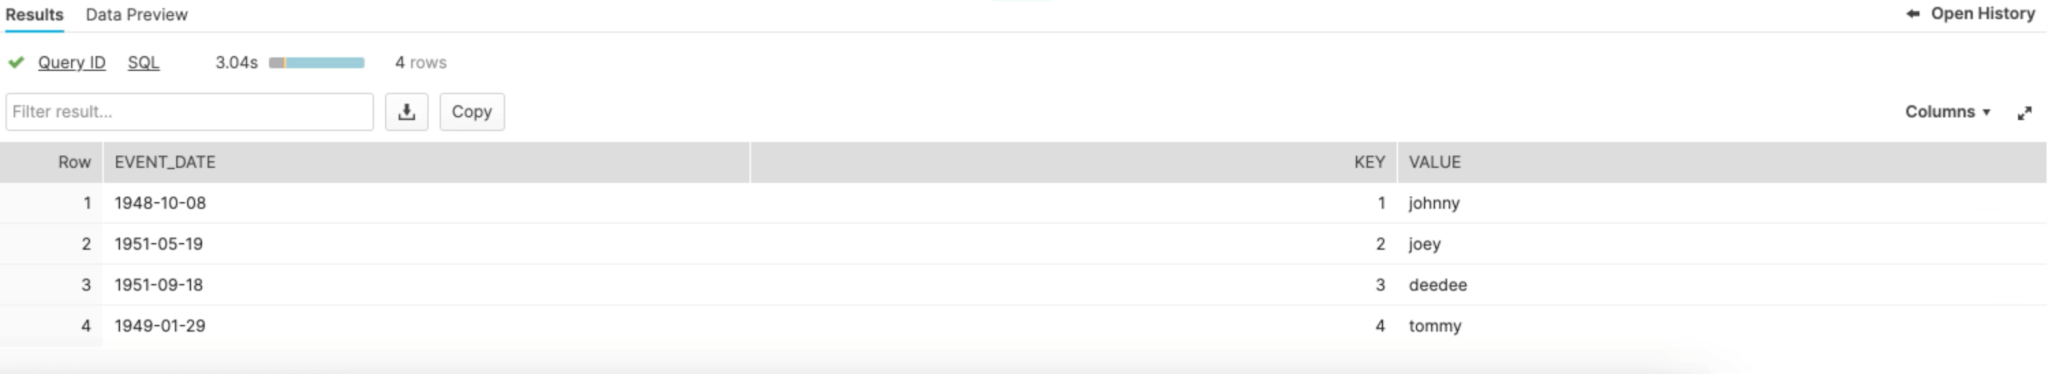 Results Data Preview Open History
Query ID SQL 3.04s 4 rows
Filter result... Copy Columns
Row EVENT_DATE KEY VALUE
1 1948-10-08 1 johnny
2 1951-05-19 2 joey
3 1951-09-18 3 deedee
4 1949-01-29 4 tommy